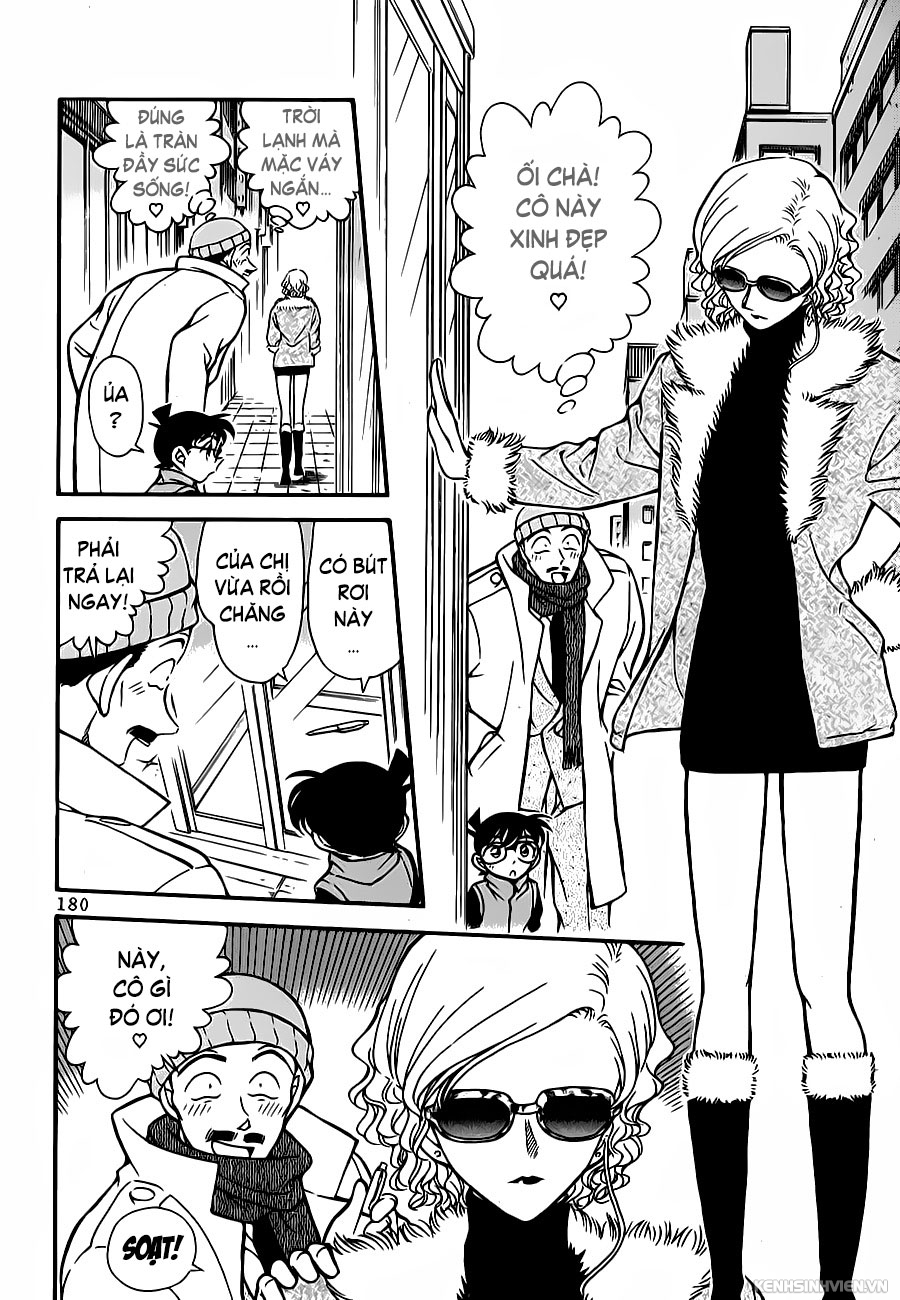 ỐI CHÀ!
CÔ NÀY
XINH ĐẸP
QUÁ!
♡
TRỜI
LẠNH MÀ
MẶC VÁY
NGẮN...
♡
ĐÚNG
LÀ TRÀN
ĐẦY SỨC
SỐNG!
♡
ỦA
?
CÓ BÚT
RƠI
NÀY
...
CỦA CHỊ
VỪA RỒI
CHĂNG
...
PHẢI
TRẢ LẠI
NGAY!
180
NÀY,
CÔ GÌ
ĐÓ ƠI!
♡
SOẠT!
KENHSINHVIEN.VN